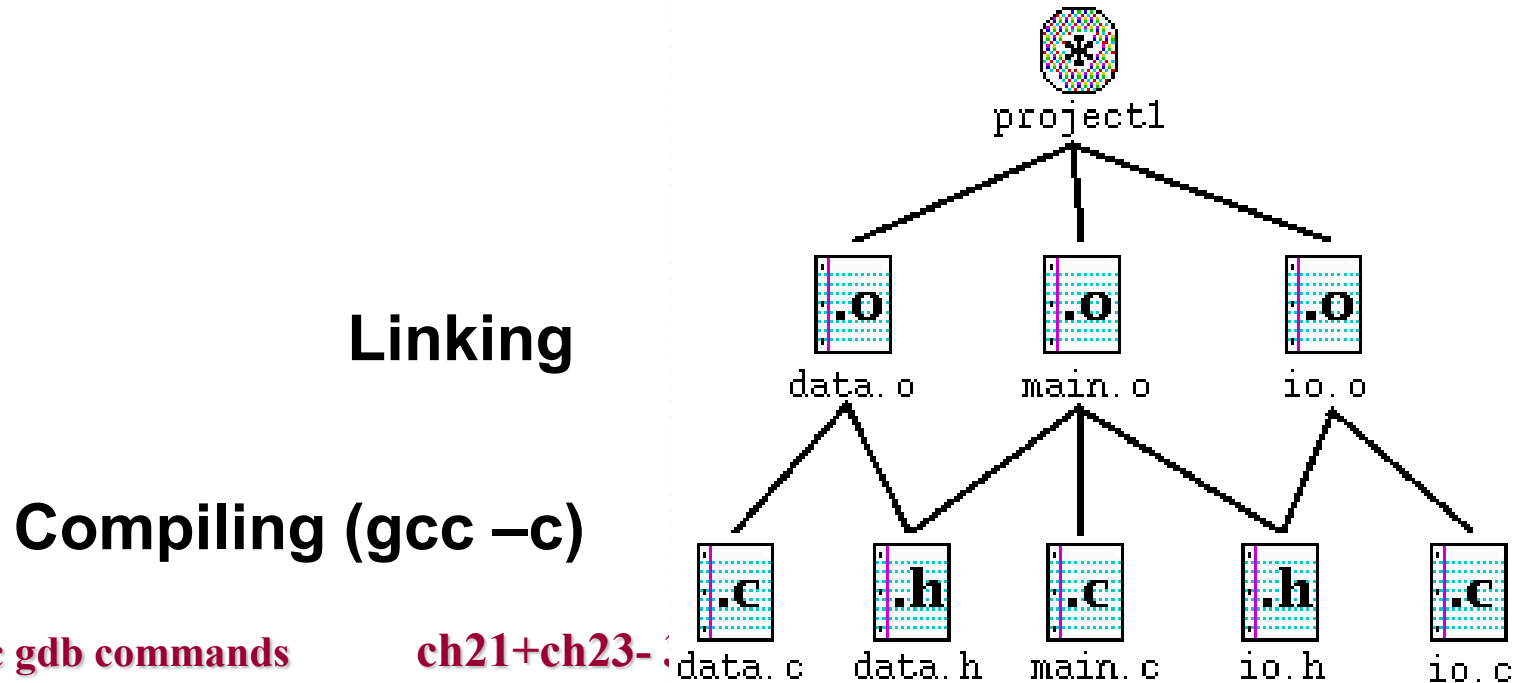 *
project1
.o .o .o
Linking
data.o main.o io.o
Compiling (gcc –c)
.c .h .c .h .c
gdb commands ch21+ch23-
data.c data.h main.c io.h io.c